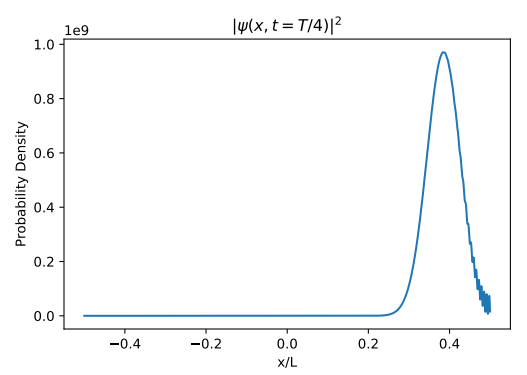 |ψ(x, t = T/4)|²
1e9
1.0
0.8
0.6
0.4
0.2
0.0
Probability Density
−0.4 −0.2 0.0 0.2 0.4
x/L